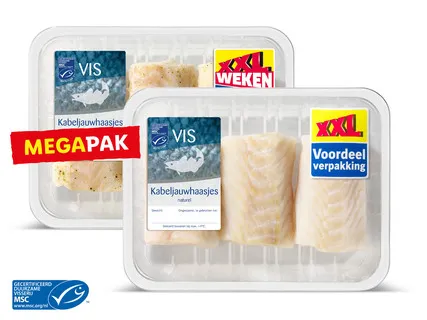 VIS
Kabeljauwhaasjes
XXL
WEKEN
MEGAPAK
VIS
Kabeljauwhaasjes
naturel
XXL
Voordeel
verpakking
GECERTIFICEERD
DUURZAME
VISSERIJ
MSC
www.msc.org/nl